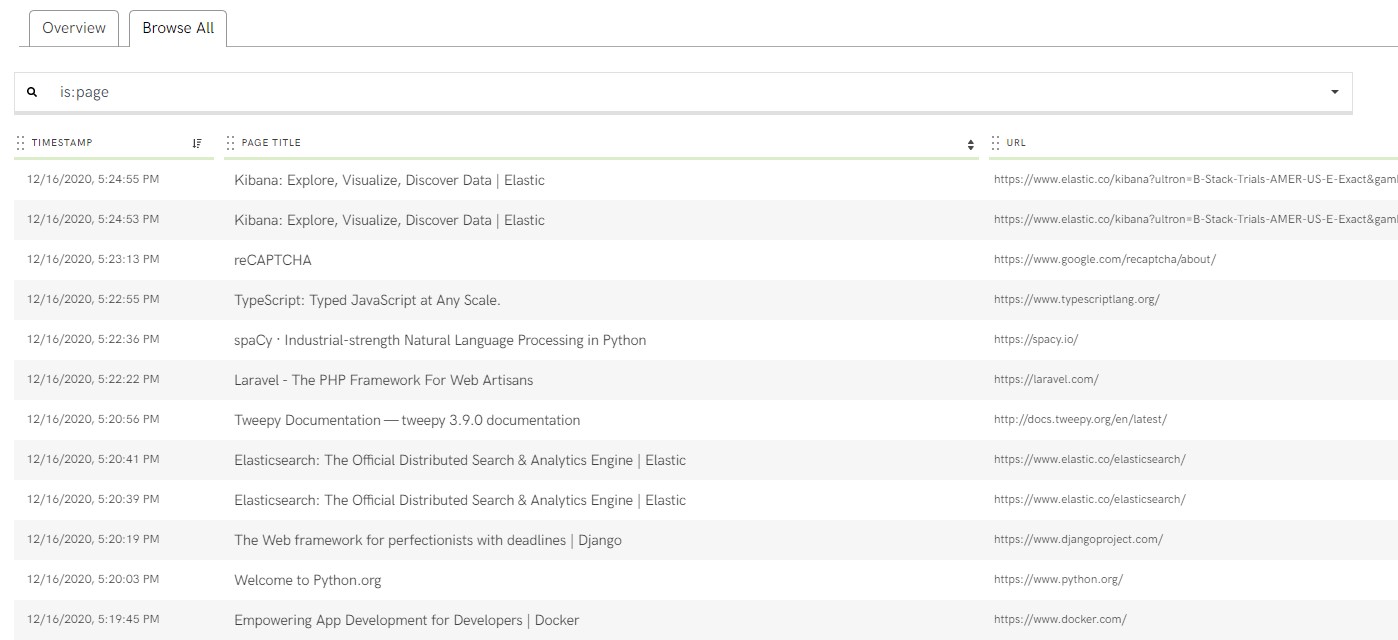 Overview Browse All
is:page
TIMESTAMP PAGE TITLE URL
12/16/2020, 5:24:55 PM Kibana: Explore, Visualize, Discover Data | Elastic https://www.elastic.co/kibana?ultron=B-Stack-Trials-AMER-US-E-Exact&gam
12/16/2020, 5:24:53 PM Kibana: Explore, Visualize, Discover Data | Elastic https://www.elastic.co/kibana?ultron=B-Stack-Trials-AMER-US-E-Exact&gam
12/16/2020, 5:23:13 PM reCAPTCHA https://www.google.com/recaptcha/about/
12/16/2020, 5:22:55 PM TypeScript: Typed JavaScript at Any Scale. https://www.typescriptlang.org/
12/16/2020, 5:22:36 PM spaCy · Industrial-strength Natural Language Processing in Python https://spacy.io/
12/16/2020, 5:22:22 PM Laravel - The PHP Framework For Web Artisans https://laravel.com/
12/16/2020, 5:20:56 PM Tweepy Documentation — tweepy 3.9.0 documentation http://docs.tweepy.org/en/latest/
12/16/2020, 5:20:41 PM Elasticsearch: The Official Distributed Search & Analytics Engine | Elastic https://www.elastic.co/elasticsearch/
12/16/2020, 5:20:39 PM Elasticsearch: The Official Distributed Search & Analytics Engine | Elastic https://www.elastic.co/elasticsearch/
12/16/2020, 5:20:19 PM The Web framework for perfectionists with deadlines | Django https://www.djangoproject.com/
12/16/2020, 5:20:03 PM Welcome to Python.org https://www.python.org/
12/16/2020, 5:19:45 PM Empowering App Development for Developers | Docker https://www.docker.com/